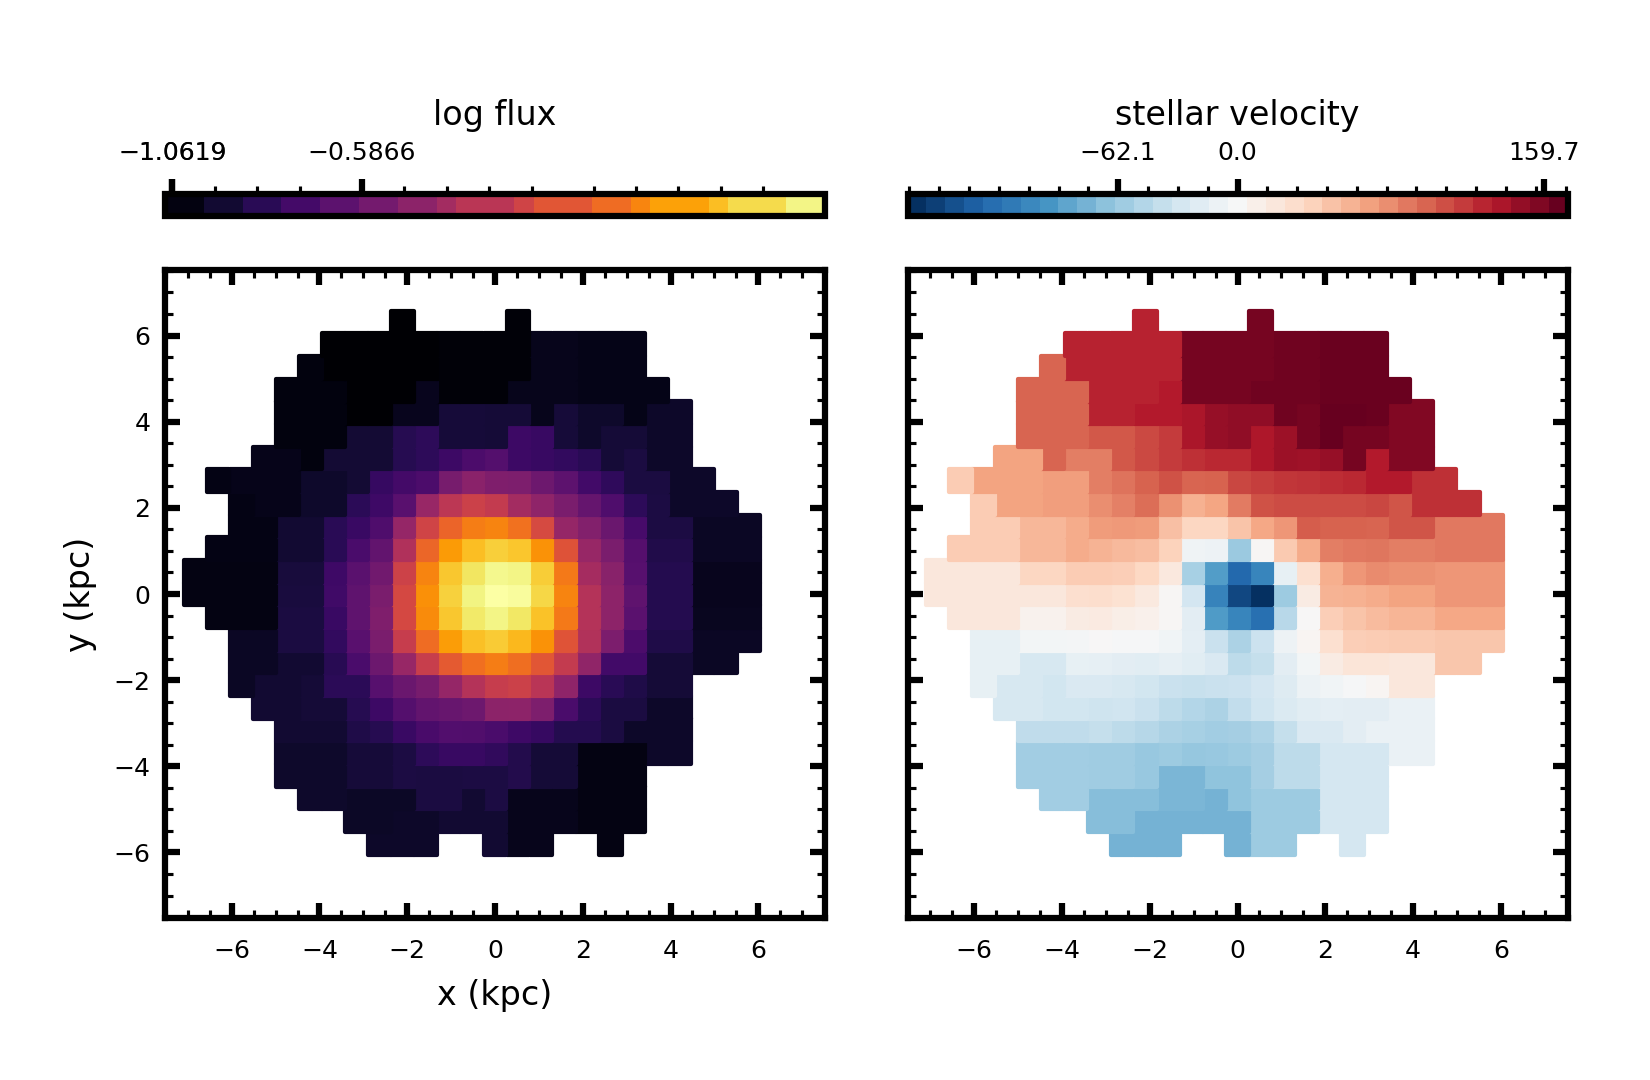 log flux
stellar velocity
−1.0619 −0.5866
−62.1 0.0 159.7
6
4
2
0
−2
−4
−6
y (kpc)
−6 −4 −2 0 2 4 6
−6 −4 −2 0 2 4 6
x (kpc)